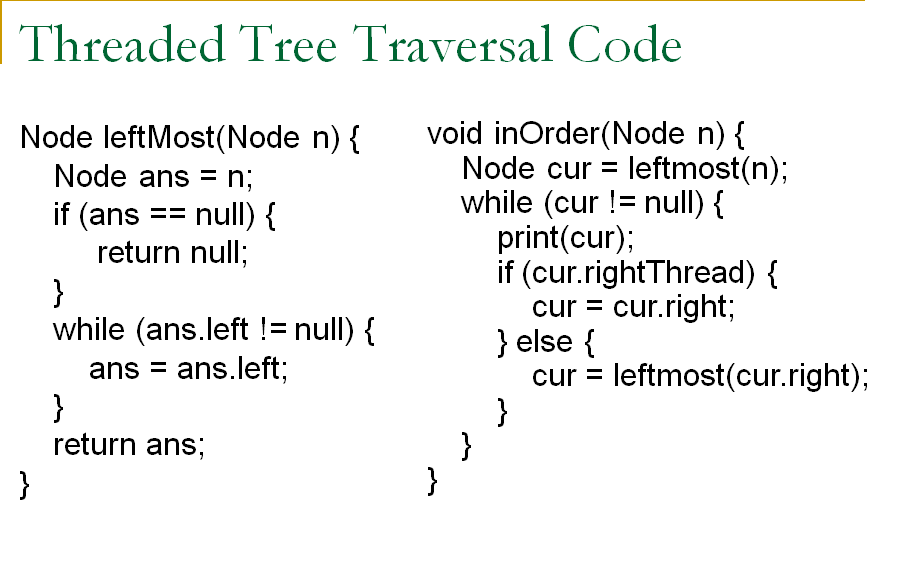 Threaded Tree Traversal Code
Node leftMost(Node n) {
Node ans = n;
if (ans == null) {
return null;
}
while (ans.left != null) {
ans = ans.left;
}
return ans;
}
void inOrder(Node n) {
Node cur = leftmost(n);
while (cur != null) {
print(cur);
if (cur.rightThread) {
cur = cur.right;
} else {
cur = leftmost(cur.right);
}
}
}